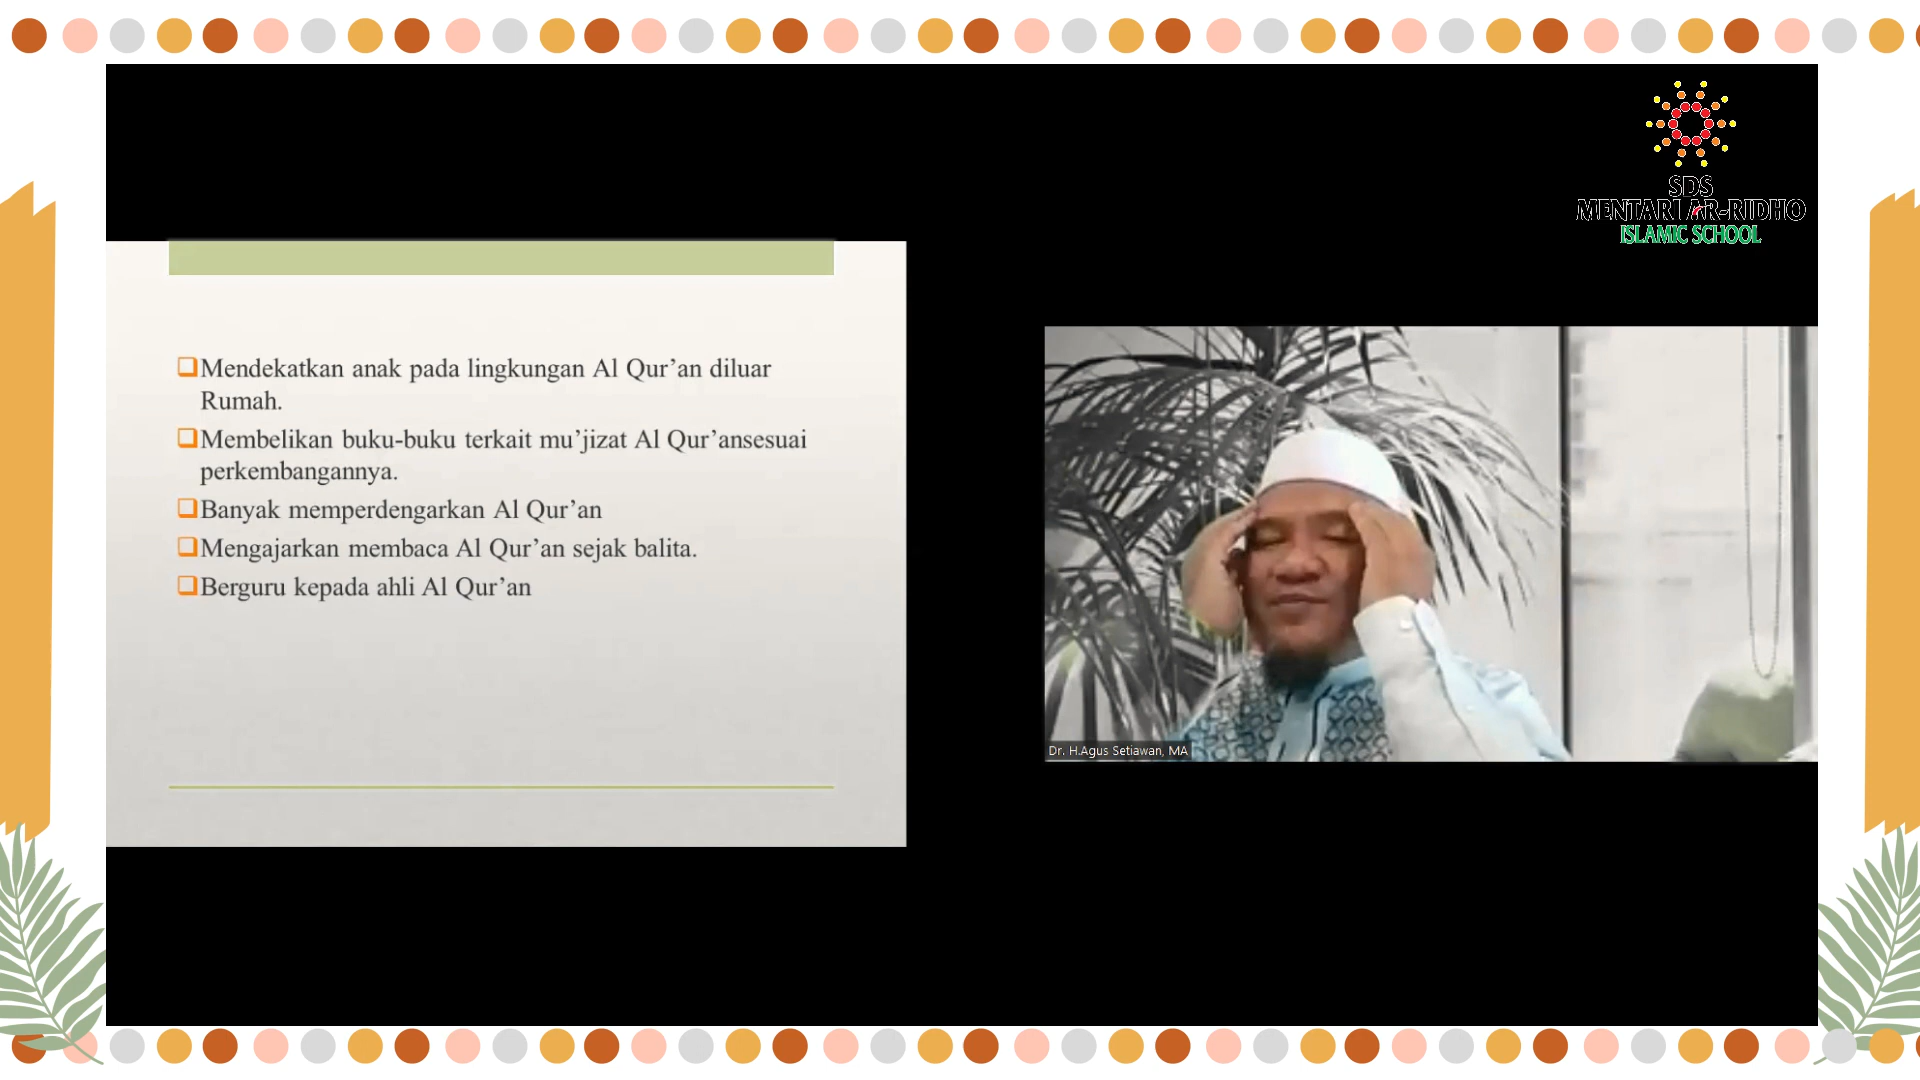 SDS
MENTARI AR-RIDHO
ISLAMIC SCHOOL
Mendekatkan anak pada lingkungan Al Qur’an diluar
Rumah.
Membelikan buku-buku terkait mu’jizat Al Qur’ansesuai
perkembangannya.
Banyak memperdengarkan Al Qur’an
Mengajarkan membaca Al Qur’an sejak balita.
Berguru kepada ahli Al Qur’an
Dr. H.Agus Setiawan, MA